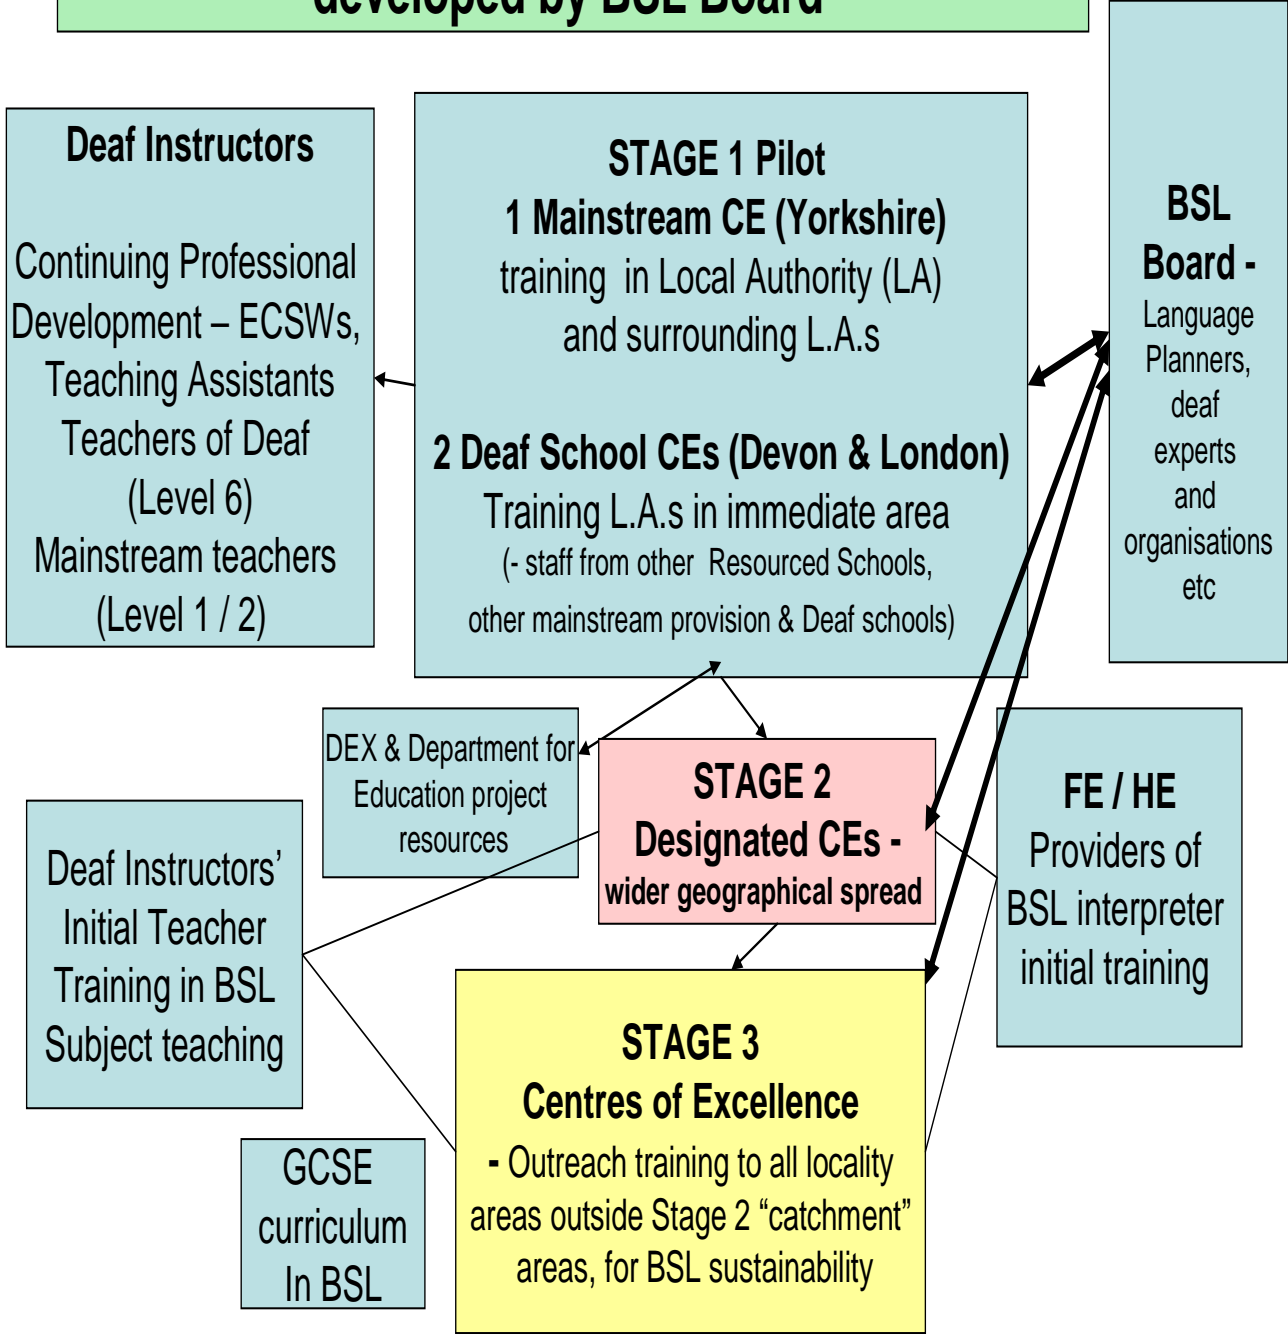 developed by BSL Board
Deaf Instructors
Continuing Professional
Development – ECSWs,
Teaching Assistants
Teachers of Deaf
(Level 6)
Mainstream teachers
(Level 1 / 2)
STAGE 1 Pilot
1 Mainstream CE (Yorkshire)
training in Local Authority (LA)
and surrounding L.A.s
2 Deaf School CEs (Devon & London)
Training L.A.s in immediate area
(- staff from other Resourced Schools,
other mainstream provision & Deaf schools)
BSL
Board -
Language
Planners,
deaf
experts
and
organisations
etc
DEX & Department for
Education project
resources
STAGE 2
Designated CEs -
wider geographical spread
FE / HE
Providers of
BSL interpreter
initial training
Deaf Instructors’
Initial Teacher
Training in BSL
Subject teaching
STAGE 3
Centres of Excellence
- Outreach training to all locality
areas outside Stage 2 “catchment”
areas, for BSL sustainability
GCSE
curriculum
In BSL